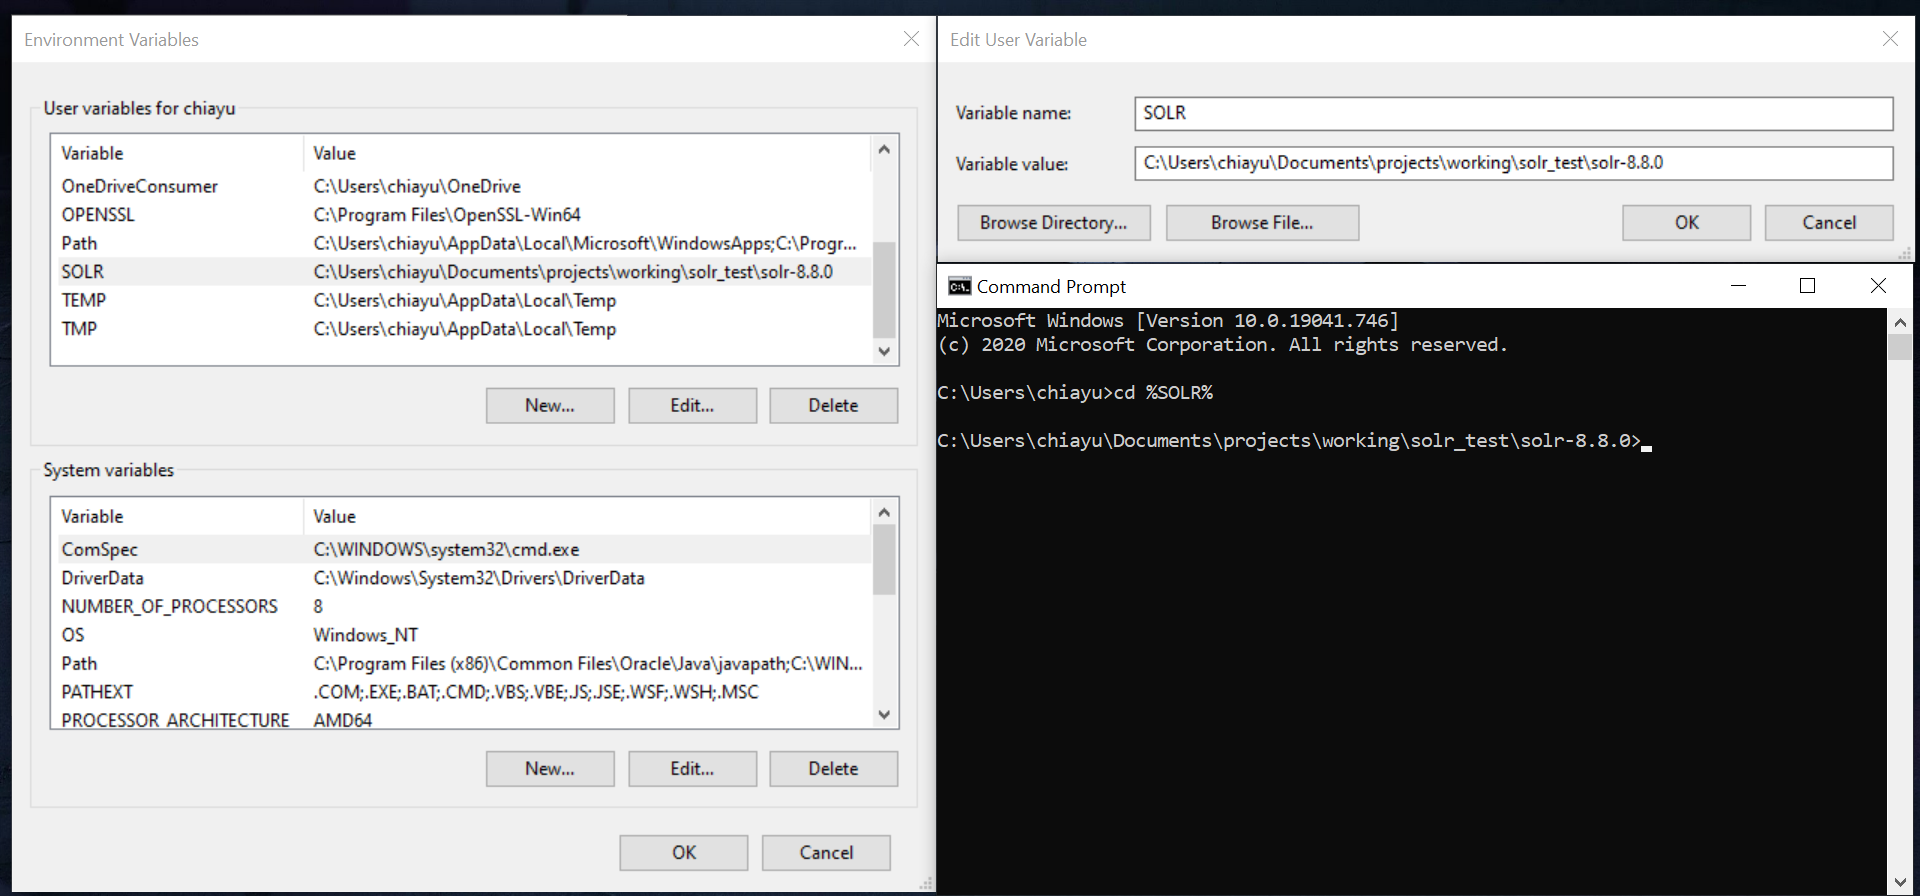 Environment Variables
User variables for chiayu
Variable Value
OneDriveConsumer C:\Users\chiayu\OneDrive
OPENSSL C:\Program Files\OpenSSL-Win64
Path C:\Users\chiayu\AppData\Local\Microsoft\WindowsApps;C:\Progr...
SOLR C:\Users\chiayu\Documents\projects\working\solr_test\solr-8.8.0
TEMP C:\Users\chiayu\AppData\Local\Temp
TMP C:\Users\chiayu\AppData\Local\Temp
New... Edit... Delete
System variables
Variable Value
ComSpec C:\WINDOWS\system32\cmd.exe
DriverData C:\Windows\System32\Drivers\DriverData
NUMBER_OF_PROCESSORS 8
OS Windows_NT
Path C:\Program Files (x86)\Common Files\Oracle\Java\javapath;C:\WIN...
PATHEXT .COM;.EXE;.BAT;.CMD;.VBS;.VBE;.JS;.JSE;.WSF;.WSH;.MSC
PROCESSOR_ARCHITECTURE AMD64
New... Edit... Delete
OK Cancel
Edit User Variable
Variable name: SOLR
Variable value: C:\Users\chiayu\Documents\projects\working\solr_test\solr-8.8.0
Browse Directory... Browse File... OK Cancel
C:\. Command Prompt
Microsoft Windows [Version 10.0.19041.746]
(c) 2020 Microsoft Corporation. All rights reserved.
C:\Users\chiayu>cd %SOLR%
C:\Users\chiayu\Documents\projects\working\solr_test\solr-8.8.0>